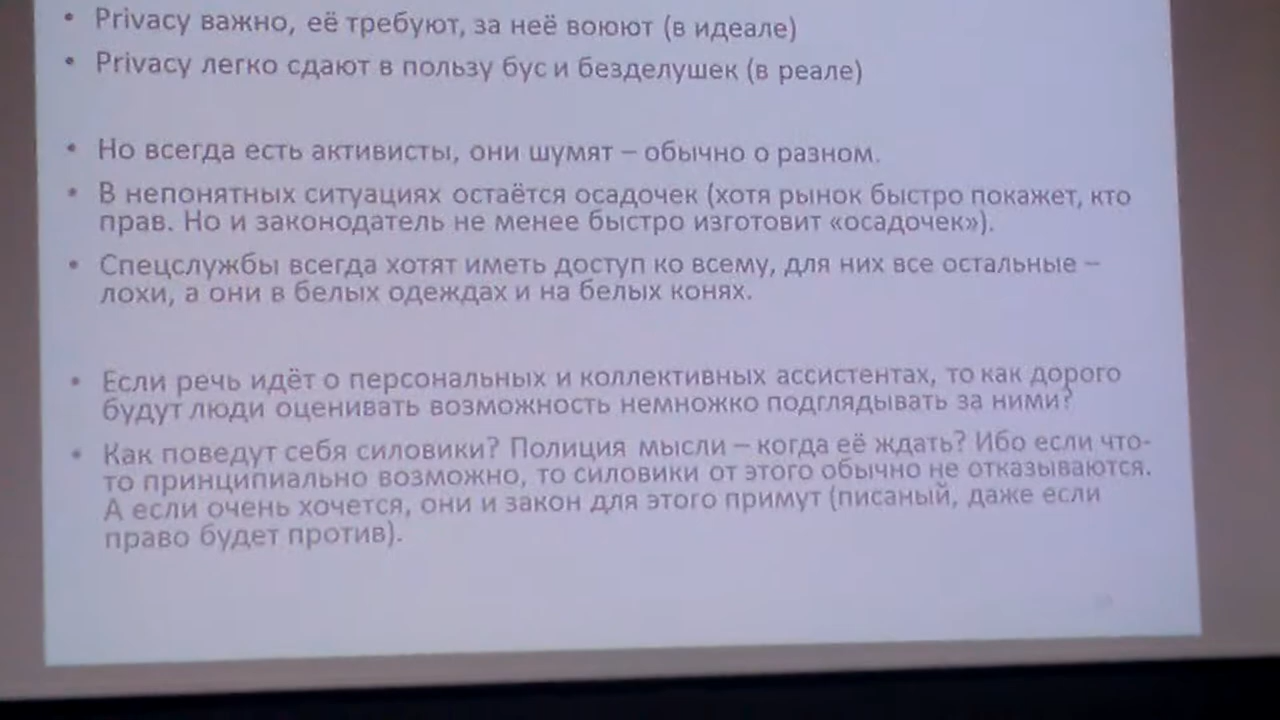 • Privacy важно, её требуют, за неё воюют (в идеале)
• Privacy легко сдают в пользу бус и безделушек (в реале)
• Но всегда есть активисты, они шумят – обычно о разном.
• В непонятных ситуациях остаётся осадочек (хотя рынок быстро покажет, кто
прав. Но и законодатель не менее быстро изготовит «осадочек»).
• Спецслужбы всегда хотят иметь доступ ко всему, для них все остальные –
лохи, а они в белых одеждах и на белых конях.
• Если речь идёт о персональных и коллективных ассистентах, то как дорого
будут люди оценивать возможность немножко подглядывать за ними?
• Как поведут себя силовики? Полиция мысли – когда её ждать? Ибо если что-
то принципиально возможно, то силовики от этого обычно не отказываются.
А если очень хочется, они и закон для этого примут (писаный, даже если
право будет против).